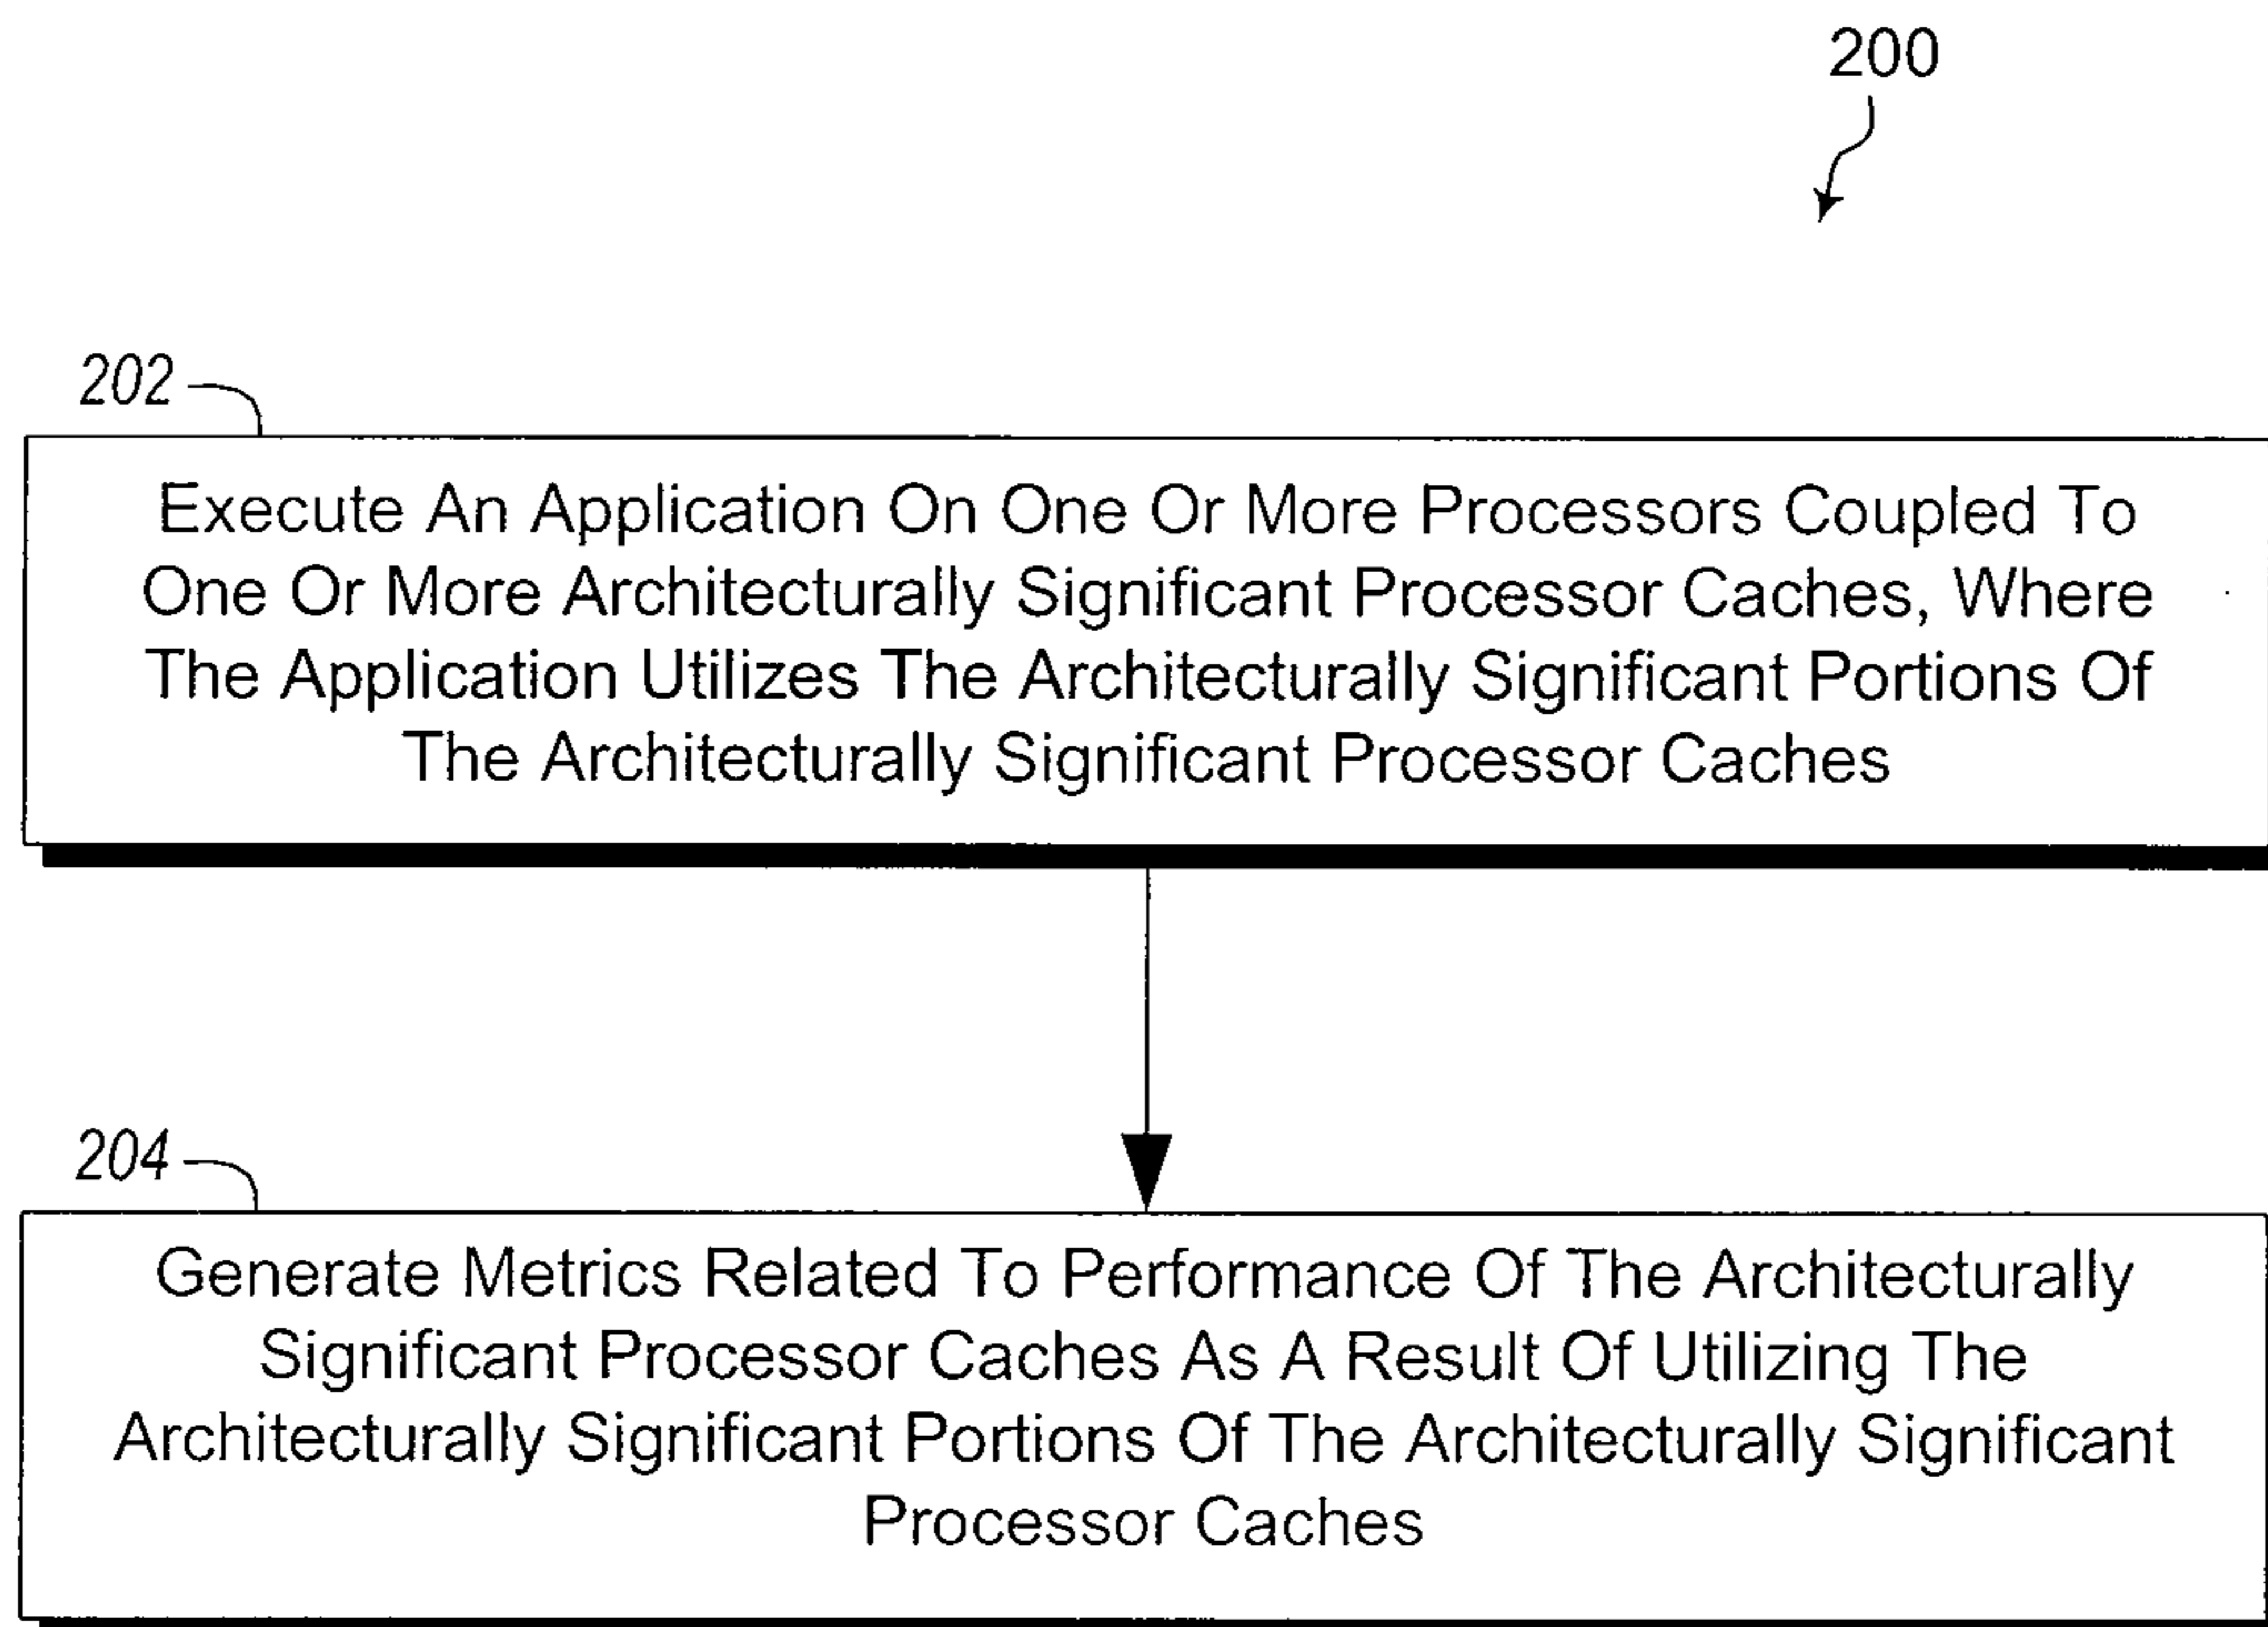 200
202
Execute An Application On One Or More Processors Coupled To
One Or More Architecturally Significant Processor Caches, Where
The Application Utilizes The Architecturally Significant Portions Of
The Architecturally Significant Processor Caches
204
Generate Metrics Related To Performance Of The Architecturally
Significant Processor Caches As A Result Of Utilizing The
Architecturally Significant Portions Of The Architecturally Significant
Processor Caches